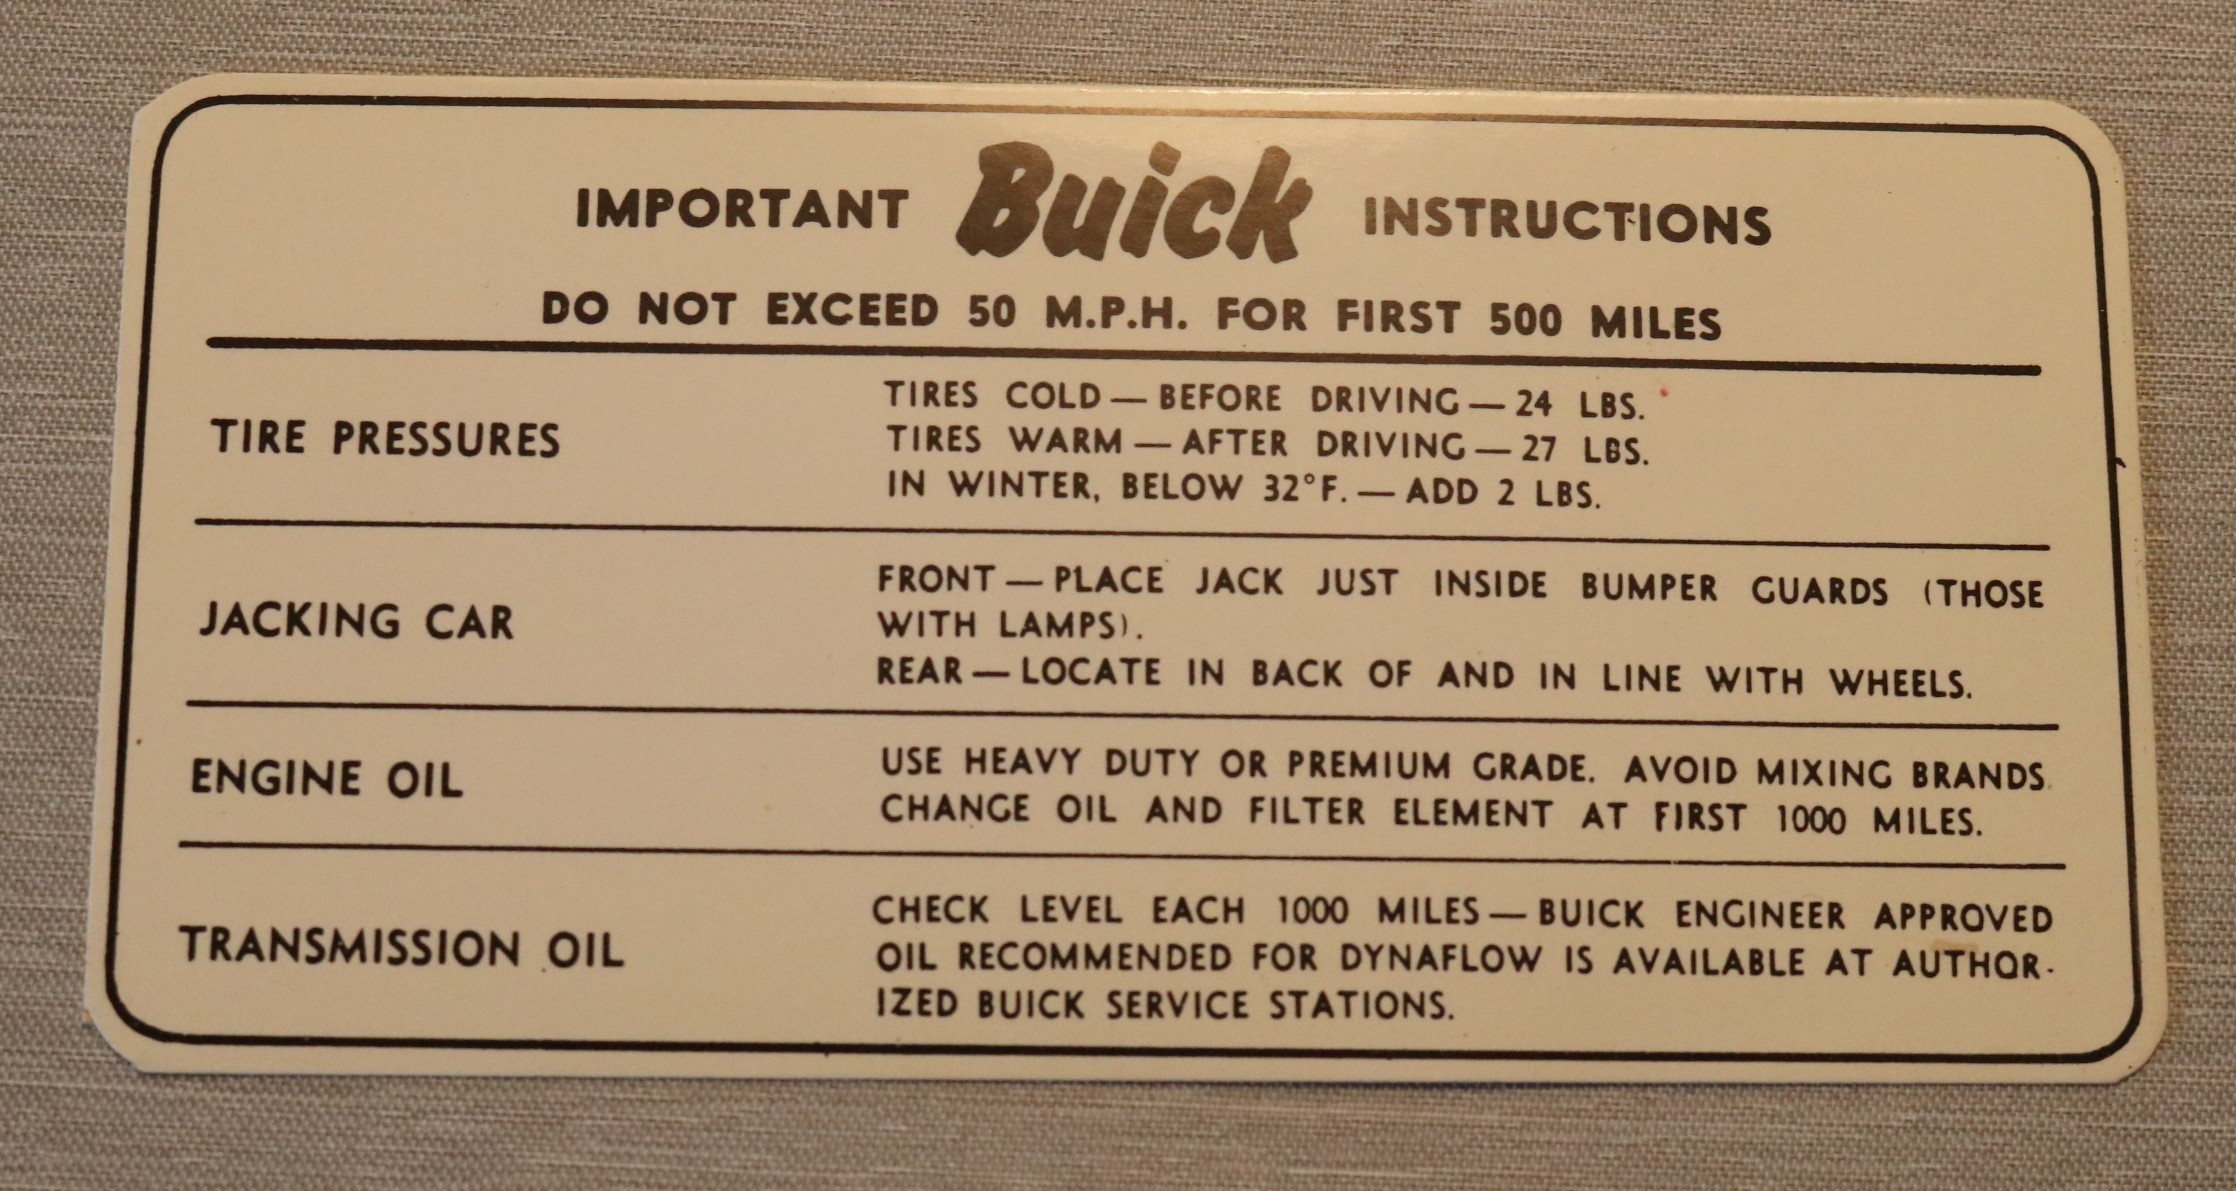 IMPORTANT Buick INSTRUCTIONS
DO NOT EXCEED 50 M.P.H. FOR FIRST 500 MILES
TIRE PRESSURES
TIRES COLD — BEFORE DRIVING — 24 LBS.
TIRES WARM — AFTER DRIVING — 27 LBS.
IN WINTER, BELOW 32°F. — ADD 2 LBS.
JACKING CAR
FRONT — PLACE JACK JUST INSIDE BUMPER GUARDS (THOSE
WITH LAMPS).
REAR — LOCATE IN BACK OF AND IN LINE WITH WHEELS.
ENGINE OIL
USE HEAVY DUTY OR PREMIUM GRADE. AVOID MIXING BRANDS.
CHANGE OIL AND FILTER ELEMENT AT FIRST 1000 MILES.
TRANSMISSION OIL
CHECK LEVEL EACH 1000 MILES — BUICK ENGINEER APPROVED
OIL RECOMMENDED FOR DYNAFLOW IS AVAILABLE AT AUTHOR-
IZED BUICK SERVICE STATIONS.